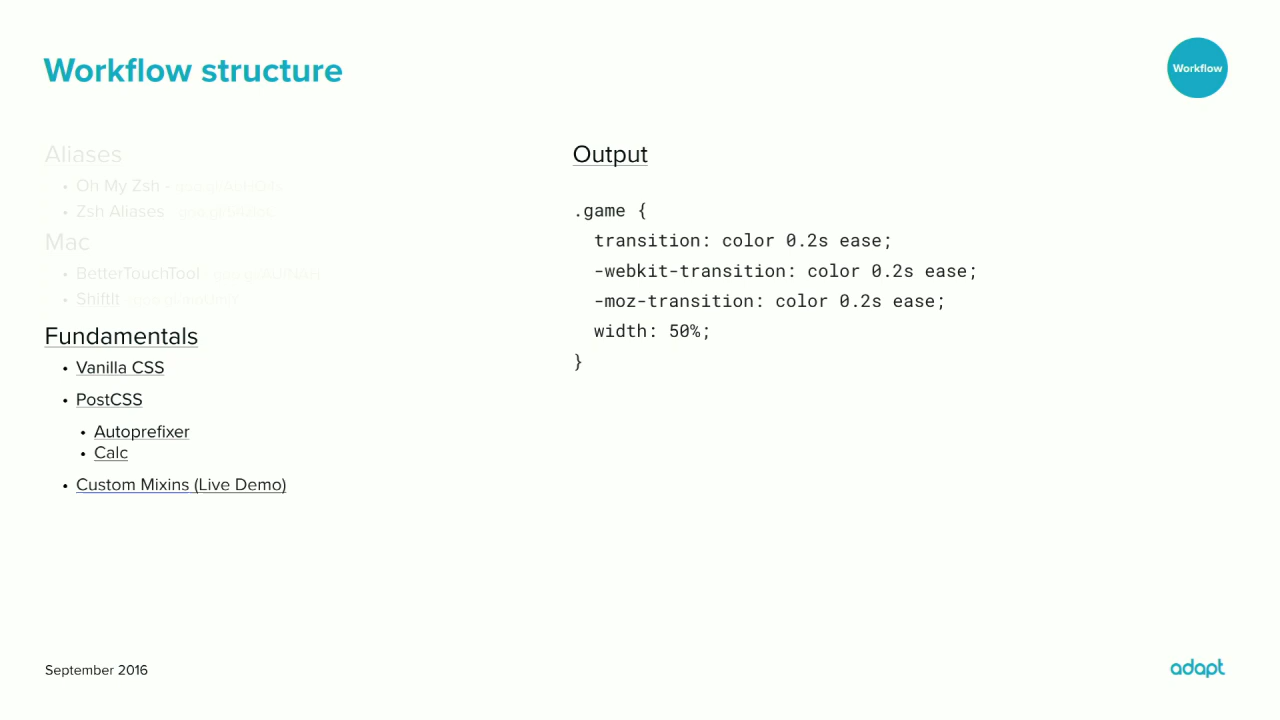 Workflow structure
Workflow
Aliases
• Oh My Zsh -
• Zsh Aliases
Mac
• BetterTouchTool
• ShiftIt
Fundamentals
• Vanilla CSS
• PostCSS
• Autoprefixer
• Calc
• Custom Mixins (Live Demo)
Output
.game {
transition: color 0.2s ease;
-webkit-transition: color 0.2s ease;
-moz-transition: color 0.2s ease;
width: 50%;
}
September 2016
adapt